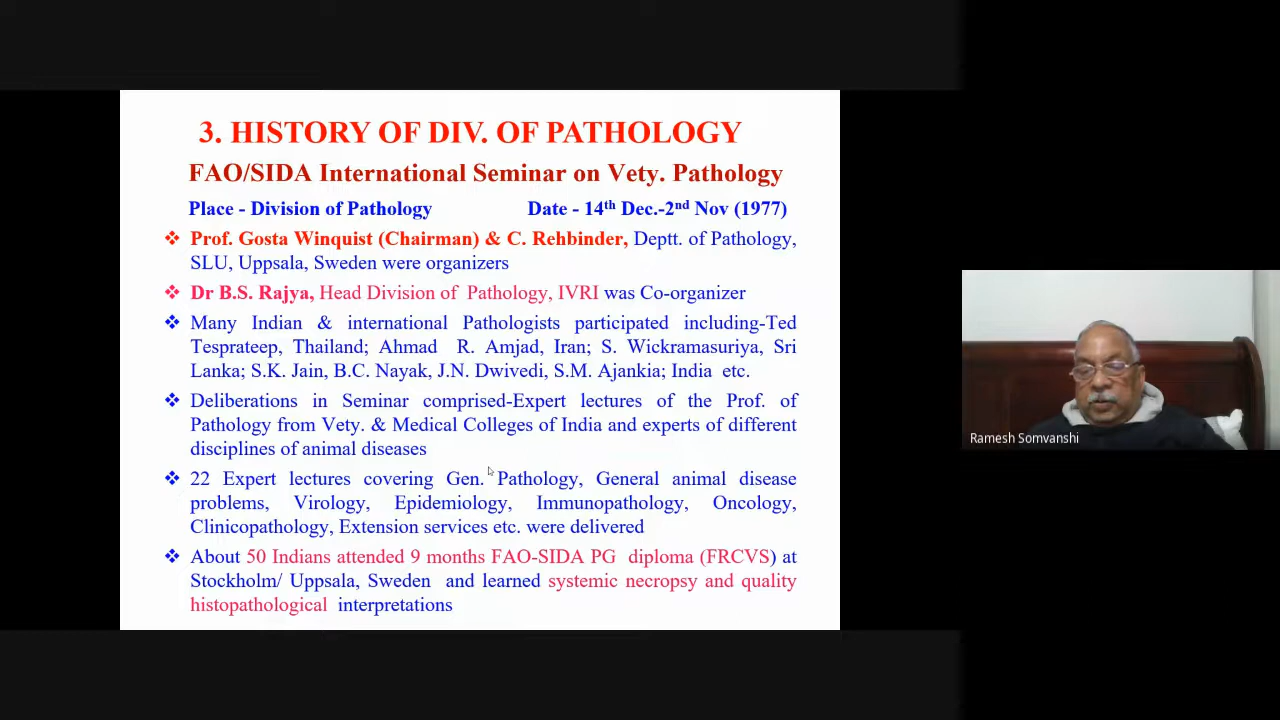 3. HISTORY OF DIV. OF PATHOLOGY
FAO/SIDA International Seminar on Vety. Pathology
Place - Division of Pathology Date - 14th Dec.-2nd Nov (1977)
❖ Prof. Gosta Winquist (Chairman) & C. Rehbinder, Deptt. of Pathology,
SLU, Uppsala, Sweden were organizers
❖ Dr B.S. Rajya, Head Division of Pathology, IVRI was Co-organizer
❖ Many Indian & international Pathologists participated including-Ted
Tesprateep, Thailand; Ahmad R. Amjad, Iran; S. Wickramasuriya, Sri
Lanka; S.K. Jain, B.C. Nayak, J.N. Dwivedi, S.M. Ajankia; India etc.
❖ Deliberations in Seminar comprised-Expert lectures of the Prof. of
Pathology from Vety. & Medical Colleges of India and experts of different
disciplines of animal diseases
❖ 22 Expert lectures covering Gen. Pathology, General animal disease
problems, Virology, Epidemiology, Immunopathology, Oncology,
Clinicopathology, Extension services etc. were delivered
❖ About 50 Indians attended 9 months FAO-SIDA PG diploma (FRCVS) at
Stockholm/ Uppsala, Sweden and learned systemic necropsy and quality
histopathological interpretations
Ramesh Somvanshi